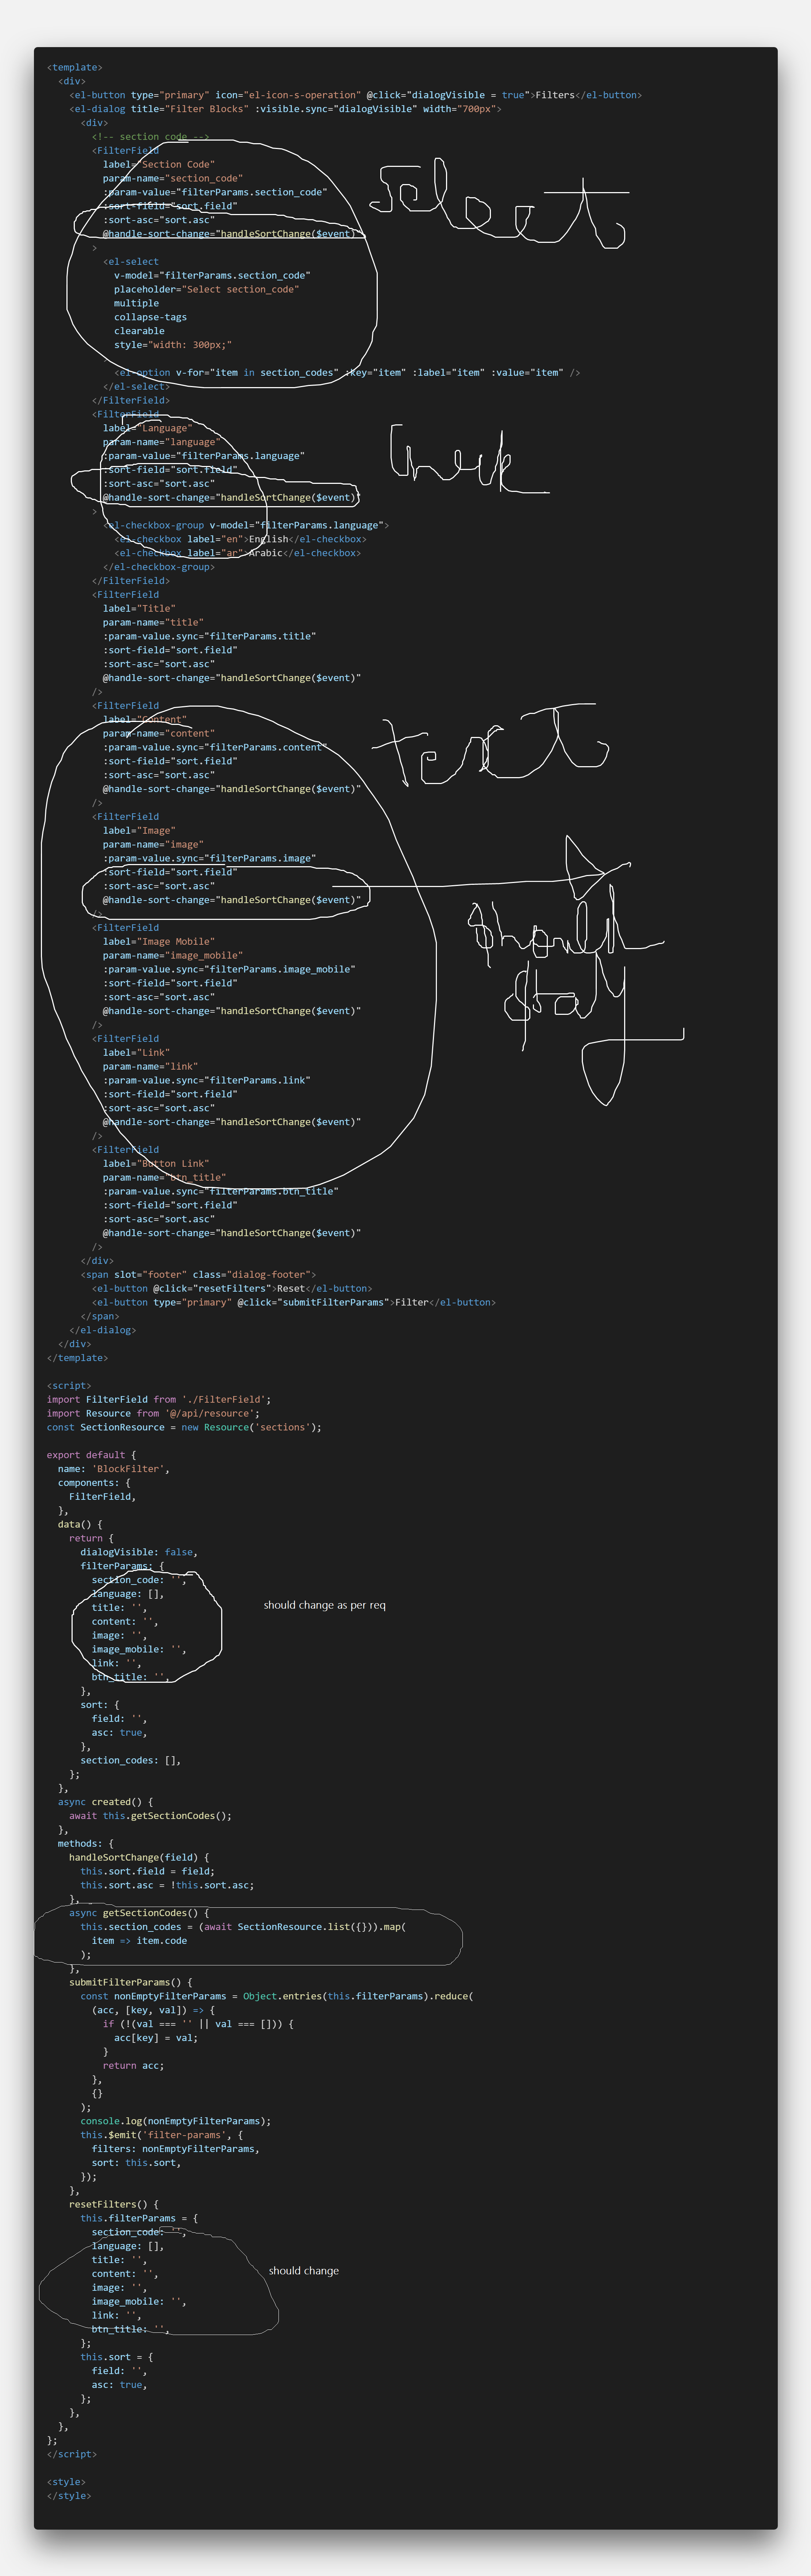 <template>
<div>
<el-button type="primary" icon="el-icon-s-operation" @click="dialogVisible = true">Filters</el-button>
<el-dialog title="Filter Blocks" :visible.sync="dialogVisible" width="700px">
<div>
<!-- section code -->
<FilterField
label="Section Code"
param-name="section_code"
:param-value="filterParams.section_code"
:sort-field="sort.field"
:sort-asc="sort.asc"
@handle-sort-change="handleSortChange($event)"
>
<el-select
v-model="filterParams.section_code"
placeholder="Select section_code"
multiple
collapse-tags
clearable
style="width: 300px;"
>
<el-option v-for="item in section_codes" :key="item" :label="item" :value="item" />
</el-select>
</FilterField>
select
<FilterField
label="Language"
param-name="language"
:param-value="filterParams.language"
:sort-field="sort.field"
:sort-asc="sort.asc"
@handle-sort-change="handleSortChange($event)"
>
<el-checkbox-group v-model="filterParams.language">
<el-checkbox label="en">English</el-checkbox>
<el-checkbox label="ar">Arabic</el-checkbox>
</el-checkbox-group>
</FilterField>
check
<FilterField
label="Title"
param-name="title"
:param-value.sync="filterParams.title"
:sort-field="sort.field"
:sort-asc="sort.asc"
@handle-sort-change="handleSortChange($event)"
/>
<FilterField
label="Content"
param-name="content"
:param-value.sync="filterParams.content"
:sort-field="sort.field"
:sort-asc="sort.asc"
@handle-sort-change="handleSortChange($event)"
/>
text
<FilterField
label="Image"
param-name="image"
:param-value.sync="filterParams.image"
:sort-field="sort.field"
:sort-asc="sort.asc"
@handle-sort-change="handleSortChange($event)"
/>
should
stay
<FilterField
label="Image Mobile"
param-name="image_mobile"
:param-value.sync="filterParams.image_mobile"
:sort-field="sort.field"
:sort-asc="sort.asc"
@handle-sort-change="handleSortChange($event)"
/>
<FilterField
label="Link"
param-name="link"
:param-value.sync="filterParams.link"
:sort-field="sort.field"
:sort-asc="sort.asc"
@handle-sort-change="handleSortChange($event)"
/>
<FilterField
label="Button Link"
param-name="btn_title"
:param-value.sync="filterParams.btn_title"
:sort-field="sort.field"
:sort-asc="sort.asc"
@handle-sort-change="handleSortChange($event)"
/>
</div>
<span slot="footer" class="dialog-footer">
<el-button @click="resetFilters">Reset</el-button>
<el-button type="primary" @click="submitFilterParams">Filter</el-button>
</span>
</el-dialog>
</div>
</template>
<script>
import FilterField from './FilterField';
import Resource from '@/api/resource';
const SectionResource = new Resource('sections');
export default {
name: 'BlockFilter',
components: {
FilterField,
},
data() {
return {
dialogVisible: false,
filterParams: {
section_code: '',
language: [],
title: '',
should change as per req
content: '',
image: '',
image_mobile: '',
link: '',
btn_title: '',
},
sort: {
field: '',
asc: true,
},
section_codes: [],
};
},
async created() {
await this.getSectionCodes();
},
methods: {
handleSortChange(field) {
this.sort.field = field;
this.sort.asc = !this.sort.asc;
},
async getSectionCodes() {
this.section_codes = (await SectionResource.list({})).map(
item => item.code
);
},
submitFilterParams() {
const nonEmptyFilterParams = Object.entries(this.filterParams).reduce(
(acc, [key, val]) => {
if (!(val === '' || val === [])) {
acc[key] = val;
}
return acc;
},
{}
);
console.log(nonEmptyFilterParams);
this.$emit('filter-params', {
filters: nonEmptyFilterParams,
sort: this.sort,
});
},
resetFilters() {
this.filterParams = {
section_code: '',
language: [],
title: '',
content: '',
should change
image: '',
image_mobile: '',
link: '',
btn_title: '',
};
this.sort = {
field: '',
asc: true,
};
},
},
};
</script>
<style>
</style>